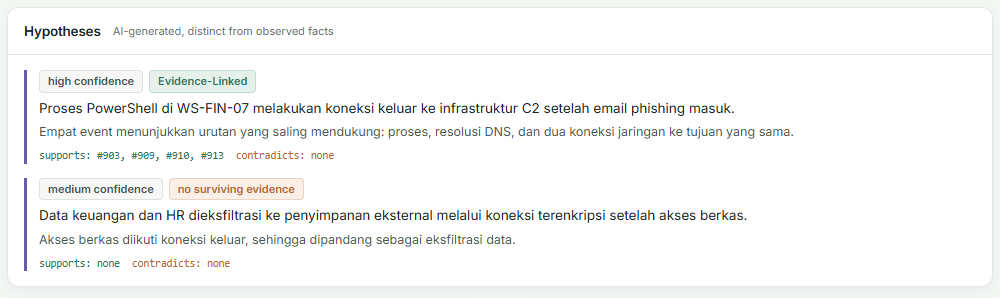 Hypotheses AI-generated, distinct from observed facts
high confidence Evidence-Linked
Proses PowerShell di WS-FIN-07 melakukan koneksi keluar ke infrastruktur C2 setelah email phishing masuk.
Empat event menunjukkan urutan yang saling mendukung: proses, resolusi DNS, dan dua koneksi jaringan ke tujuan yang sama.
supports: #903, #909, #910, #913 contradicts: none
medium confidence no surviving evidence
Data keuangan dan HR dieksfiltrasi ke penyimpanan eksternal melalui koneksi terenkripsi setelah akses berkas.
Akses berkas diikuti koneksi keluar, sehingga dipandang sebagai eksfiltrasi data.
supports: none contradicts: none